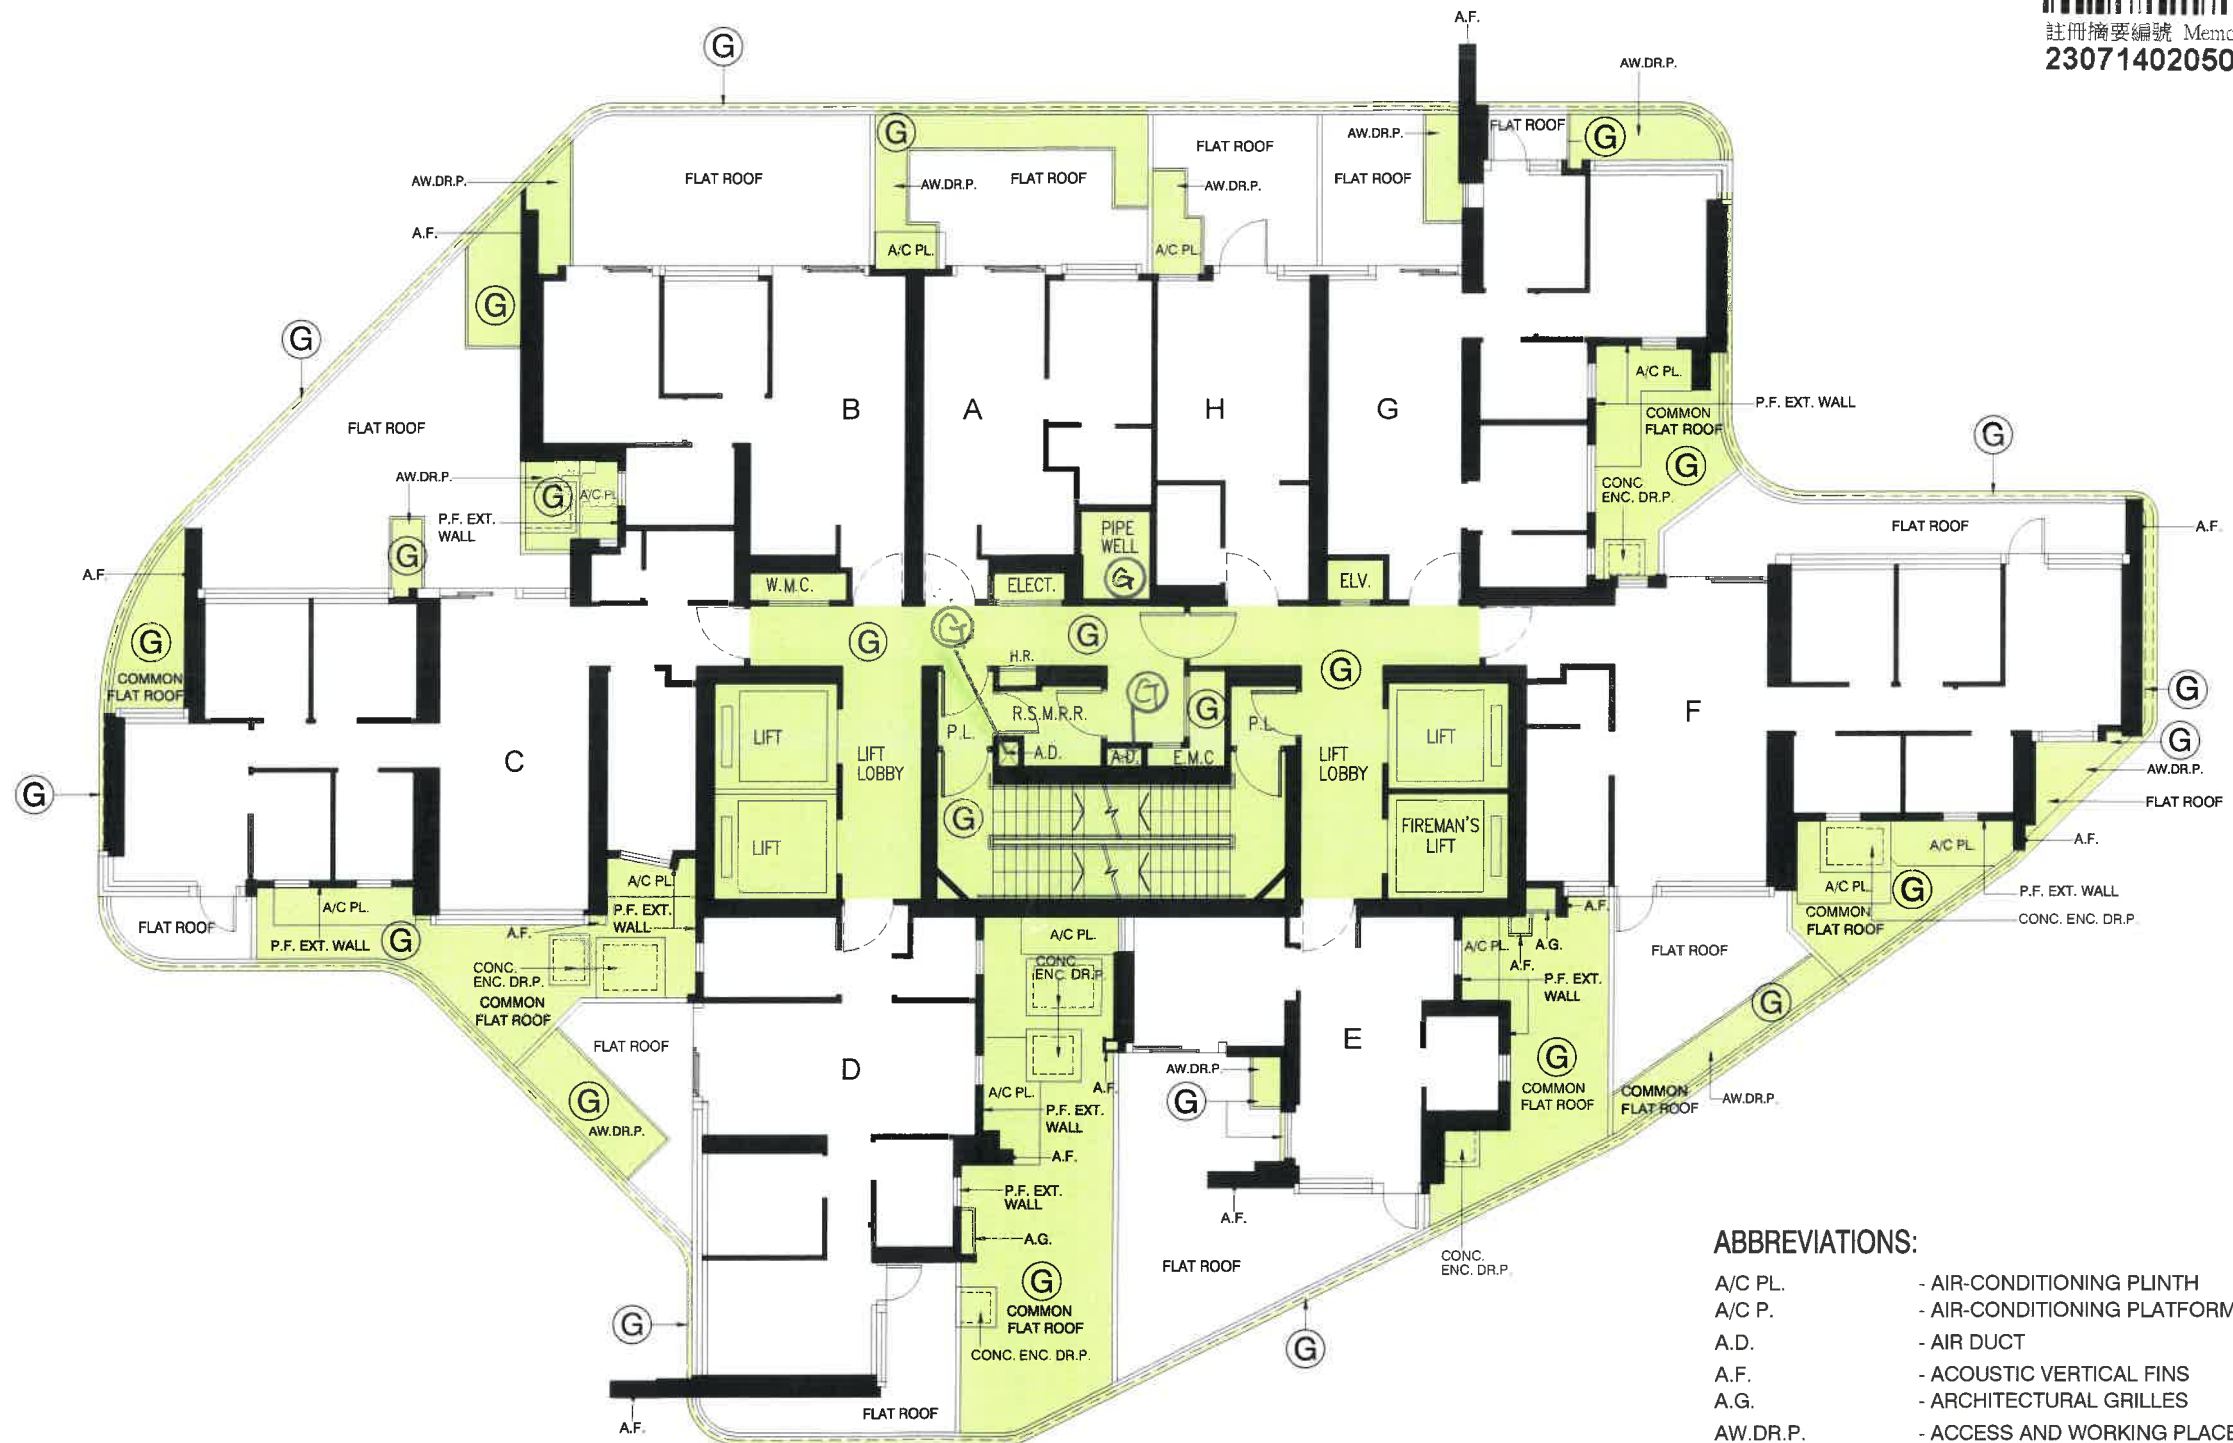 註冊摘要編號 Memo
23071402050
A.F.
AW.DR.P.
G
G
AW.DR.P.
FLAT ROOF
G
FLAT ROOF
AW.DR.P.
FLAT ROOF
AW.DR.P.
FLAT ROOF
AW.DR.P.
FLAT ROOF
A.F.
A/C PL.
A/C PL.
G
G
A/C PL.
P.F. EXT. WALL
COMMON
FLAT ROOF
B
A
H
G
FLAT ROOF
G
G
AW.DR.P.
G
A/C PL
CONC
ENC. DR.P.
P.F. EXT.
WALL
G
PIPE
WELL
G
FLAT ROOF
A.F.
A.F.
W.M.C.
ELECT.
ELV.
G
COMMON
FLAT ROOF
G
G
G
G
H.R.
G
G
G
P.L.
R.S.M.R.R.
P.L.
F
G
LIFT
A.D.
A.D.
E.M.C
LIFT
C
LIFT
LOBBY
LIFT
LOBBY
AW.DR.P.
G
FLAT ROOF
G
LIFT
FIREMAN'S
LIFT
A.F.
A/C PL.
A/C PL.
A/C PL.
G
P.F. EXT. WALL
COMMON
FLAT ROOF
CONC. ENC. DR.P.
A/C PL.
P.F. EXT.
WALL
FLAT ROOF
P.F. EXT. WALL
G
A.F.
A.F.
A/C PL.
A/C PL.
A.G.
A.F.
FLAT ROOF
CONC.
ENC. DR.P.
CONC
ENC DR.P.
P.F. EXT.
WALL
COMMON
FLAT ROOF
G
FLAT ROOF
D
E
G
COMMON
FLAT ROOF
COMMON
FLAT ROOF
AW.DR.P.
AW.DR.P.
G
A/C PL.
A.F.
G
AW.DR.P.
P.F. EXT.
WALL
A.F.
P.F. EXT.
WALL
A.F.
A.G.
FLAT ROOF
CONC.
ENC. DR.P.
G
COMMON
FLAT ROOF
G
CONC. ENC. DR.P.
G
FLAT ROOF
A.F.
ABBREVIATIONS:
A/C PL. - AIR-CONDITIONING PLINTH
A/C P. - AIR-CONDITIONING PLATFORM
A.D. - AIR DUCT
A.F. - ACOUSTIC VERTICAL FINS
A.G. - ARCHITECTURAL GRILLES
AW.DR.P. - ACCESS AND WORKING PLACE